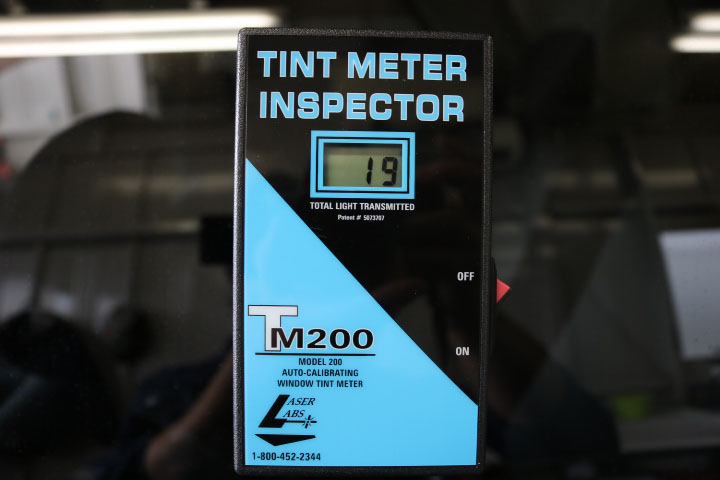 TINT METER
INSPECTOR
19
TOTAL LIGHT TRANSMITTED
Patent # 5073707
OFF
TM200
ON
MODEL 200
AUTO-CALIBRATING
WINDOW TINT METER
LASER
LABS
1-800-452-2344